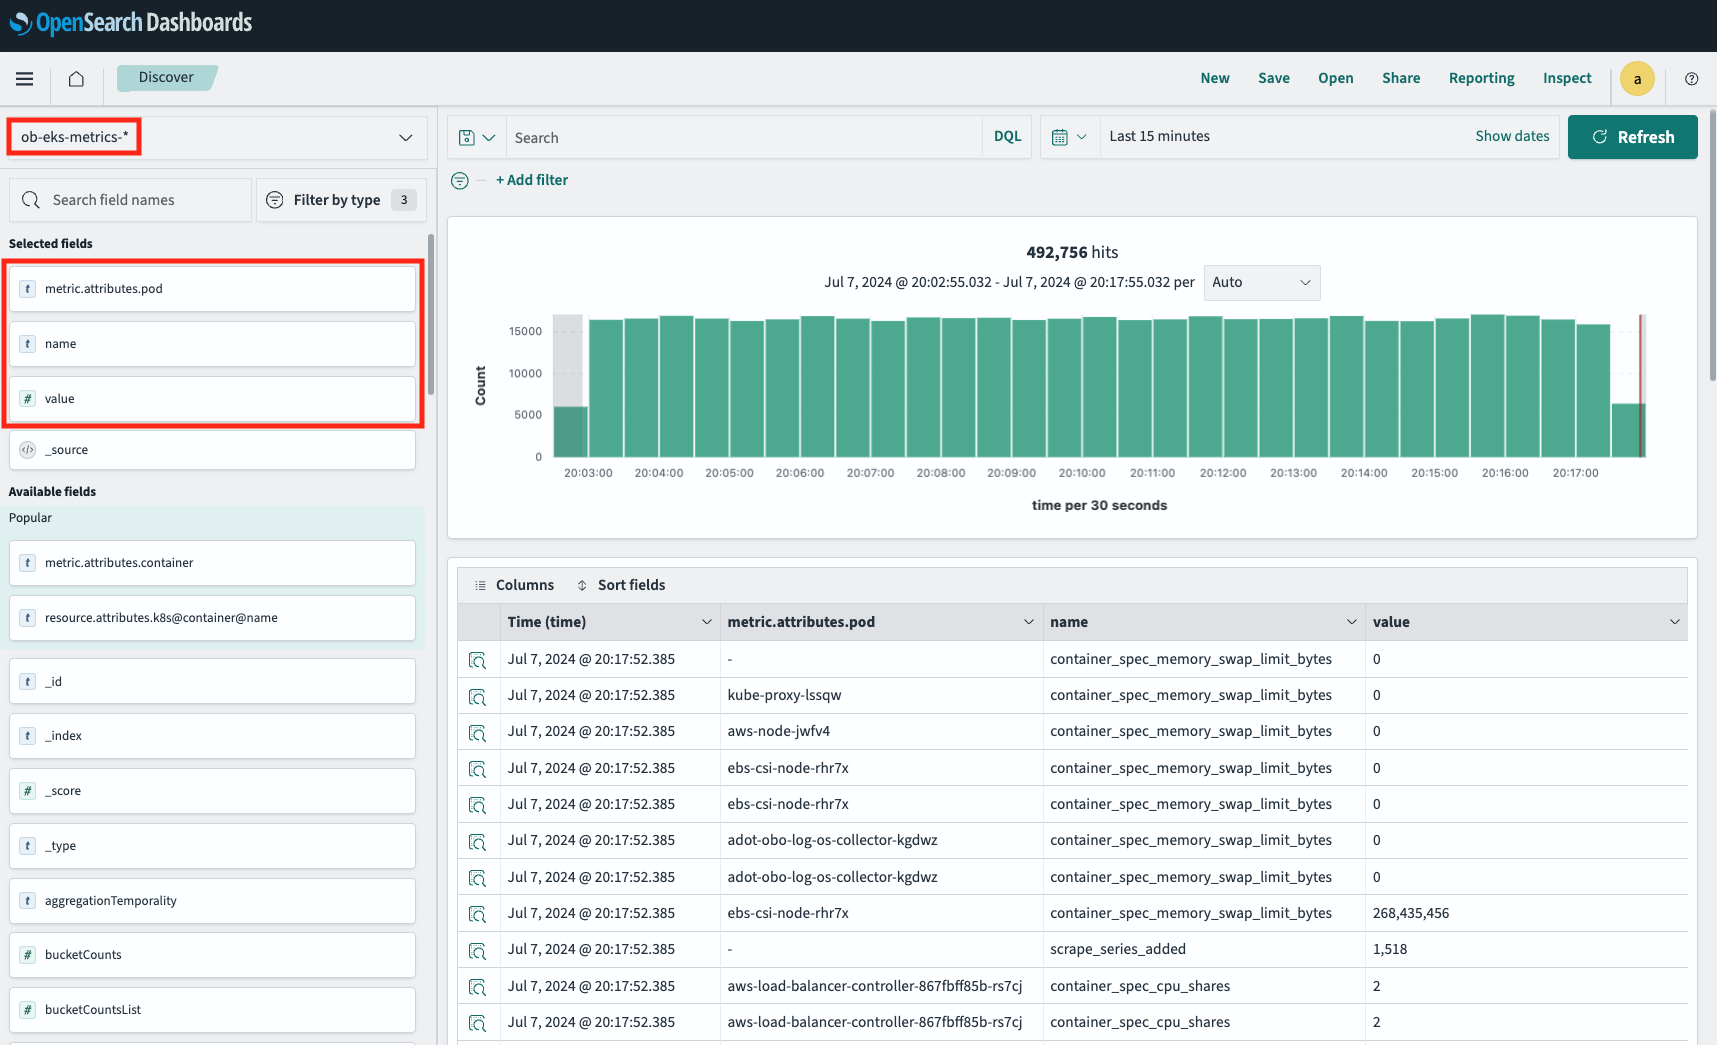 OpenSearch Dashboards
Discover
New Save Open Share Reporting Inspect a
ob-eks-metrics-*
Search DQL
Last 15 minutes Show dates
Refresh
+ Add filter
Search field names
Filter by type 3
Selected fields
t metric.attributes.pod
t name
# value
_source
Available fields
Popular
t metric.attributes.container
t resource.attributes.k8s@container@name
t _id
t _index
# _score
t _type
t aggregationTemporality
# bucketCounts
# bucketCountsList
492,756 hits
Jul 7, 2024 @ 20:02:55.032 - Jul 7, 2024 @ 20:17:55.032 per Auto
Count
15000
10000
5000
0
20:03:00 20:04:00 20:05:00 20:06:00 20:07:00 20:08:00 20:09:00 20:10:00 20:11:00 20:12:00 20:13:00 20:14:00 20:15:00 20:16:00 20:17:00
time per 30 seconds
Columns Sort fields
Time (time) metric.attributes.pod name value
Jul 7, 2024 @ 20:17:52.385 - container_spec_memory_swap_limit_bytes 0
Jul 7, 2024 @ 20:17:52.385 kube-proxy-lssqw container_spec_memory_swap_limit_bytes 0
Jul 7, 2024 @ 20:17:52.385 aws-node-jwfv4 container_spec_memory_swap_limit_bytes 0
Jul 7, 2024 @ 20:17:52.385 ebs-csi-node-rhr7x container_spec_memory_swap_limit_bytes 0
Jul 7, 2024 @ 20:17:52.385 ebs-csi-node-rhr7x container_spec_memory_swap_limit_bytes 0
Jul 7, 2024 @ 20:17:52.385 adot-obo-log-os-collector-kgdwz container_spec_memory_swap_limit_bytes 0
Jul 7, 2024 @ 20:17:52.385 adot-obo-log-os-collector-kgdwz container_spec_memory_swap_limit_bytes 0
Jul 7, 2024 @ 20:17:52.385 ebs-csi-node-rhr7x container_spec_memory_swap_limit_bytes 268,435,456
Jul 7, 2024 @ 20:17:52.385 - scrape_series_added 1,518
Jul 7, 2024 @ 20:17:52.385 aws-load-balancer-controller-867fbff85b-rs7cj container_spec_cpu_shares 2
Jul 7, 2024 @ 20:17:52.385 aws-load-balancer-controller-867fbff85b-rs7cj container_spec_cpu_shares 2